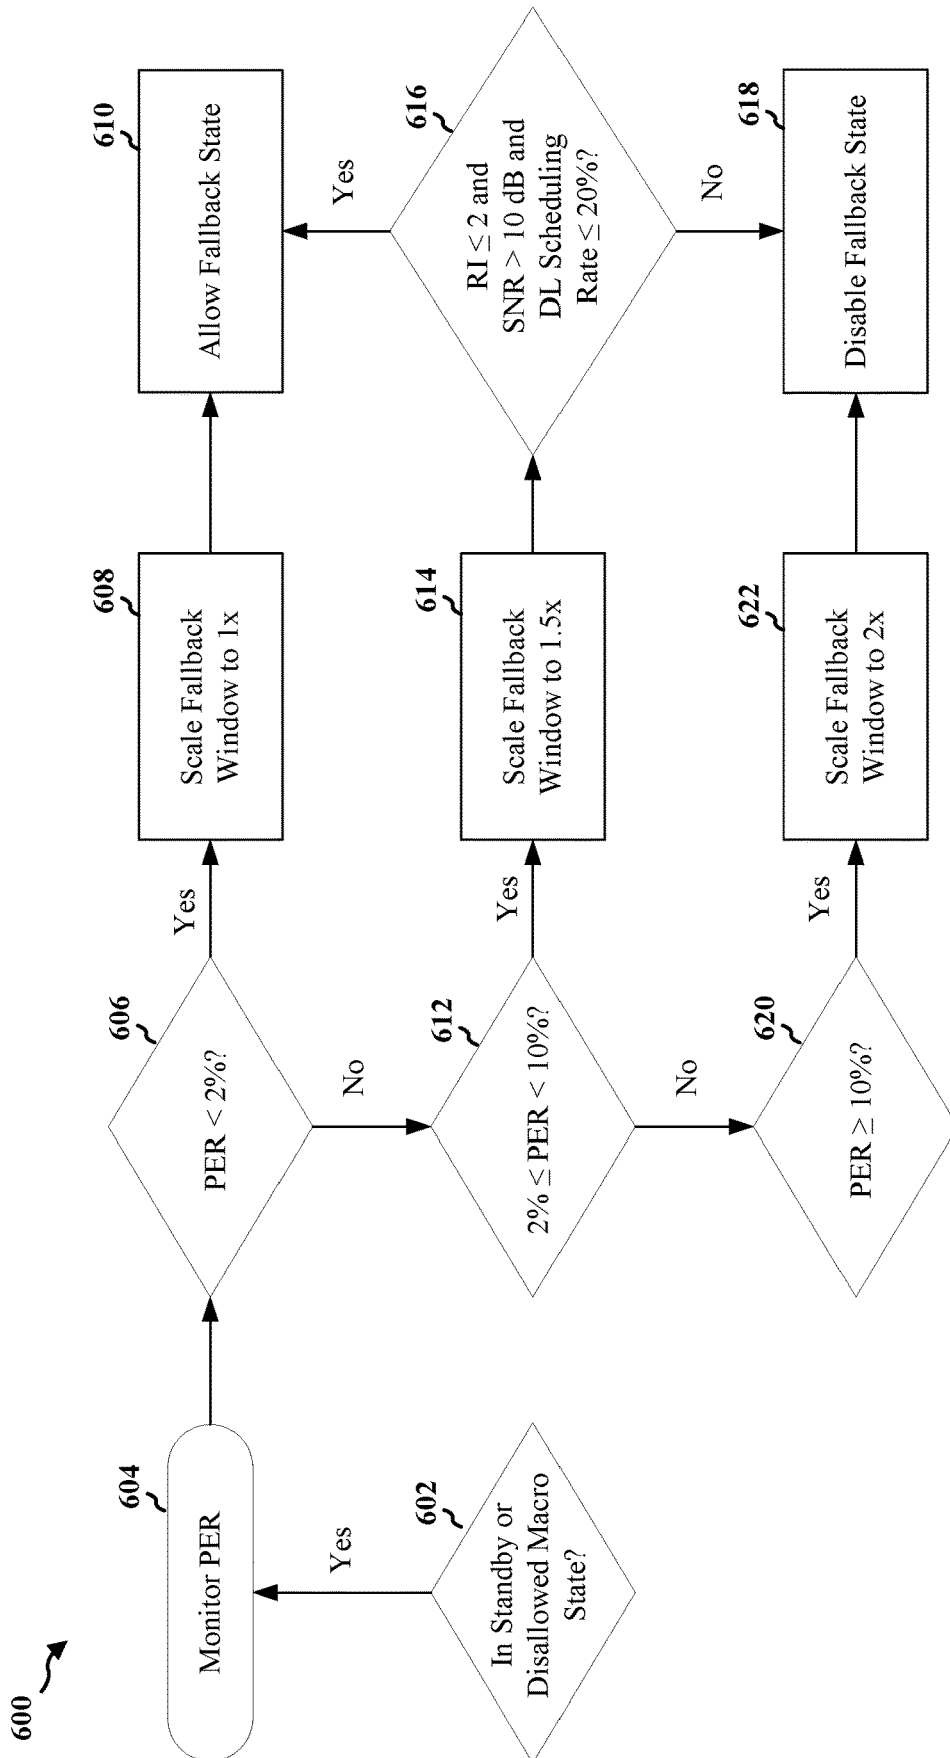 600
602
In Standby or
Disallowed Macro
State?
Yes
604
Monitor PER
606
PER < 2%?
Yes
No
608
Scale Fallback
Window to 1x
610
Allow Fallback State
612
2% ≤ PER < 10%?
Yes
No
614
Scale Fallback
Window to 1.5x
616
RI ≤ 2 and
SNR > 10 dB and
DL Scheduling
Rate ≤ 20%?
Yes
No
618
Disable Fallback State
620
PER ≥ 10%?
Yes
622
Scale Fallback
Window to 2x